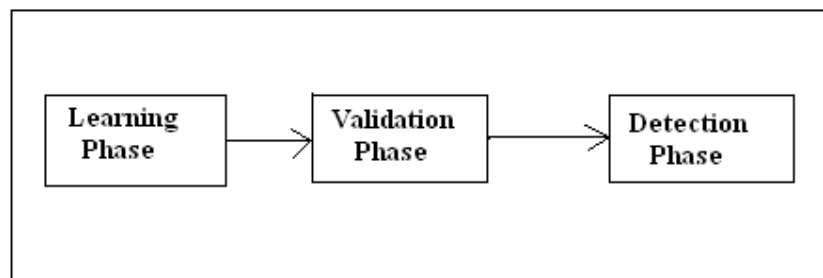 Learning
Phase
Validation
Phase
Detection
Phase